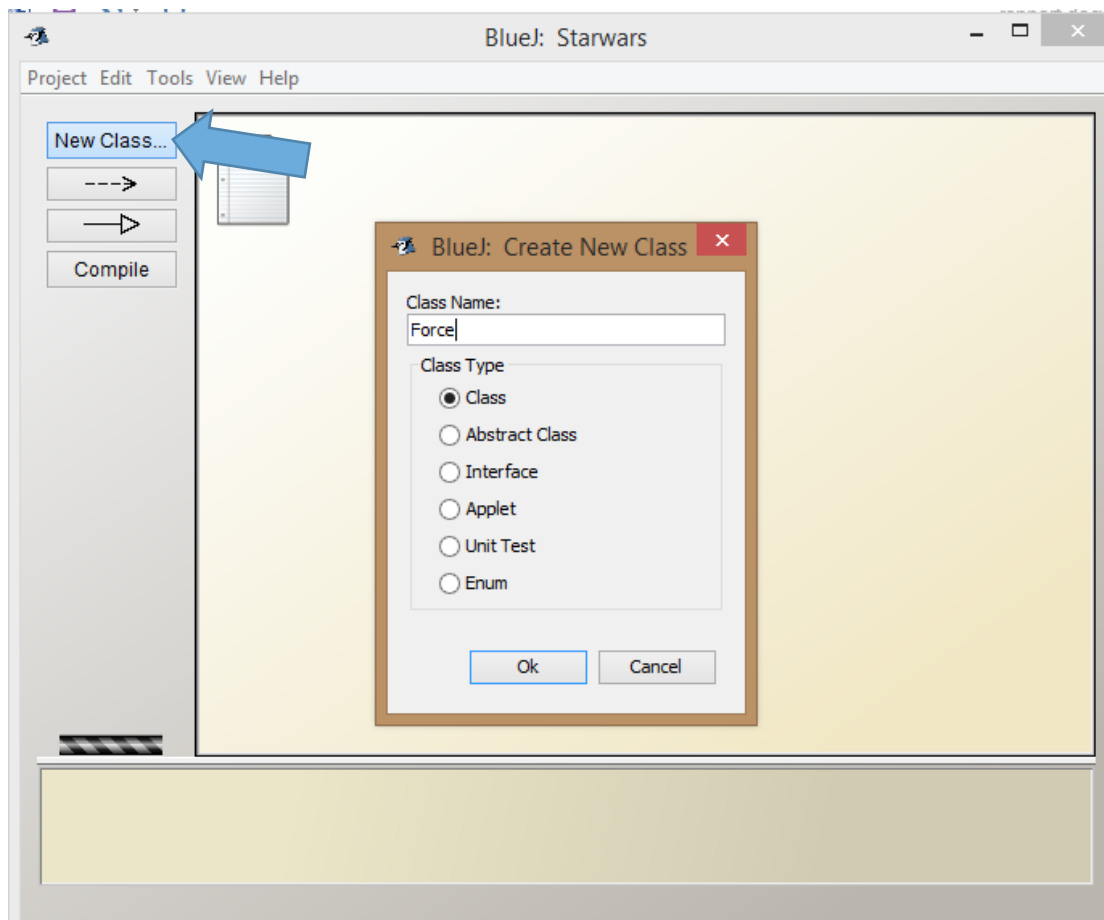 BlueJ: Starwars
Project Edit Tools View Help
New Class...
Compile
BlueJ: Create New Class
Class Name:
Force
Class Type
Class
Abstract Class
Interface
Applet
Unit Test
Enum
Ok Cancel